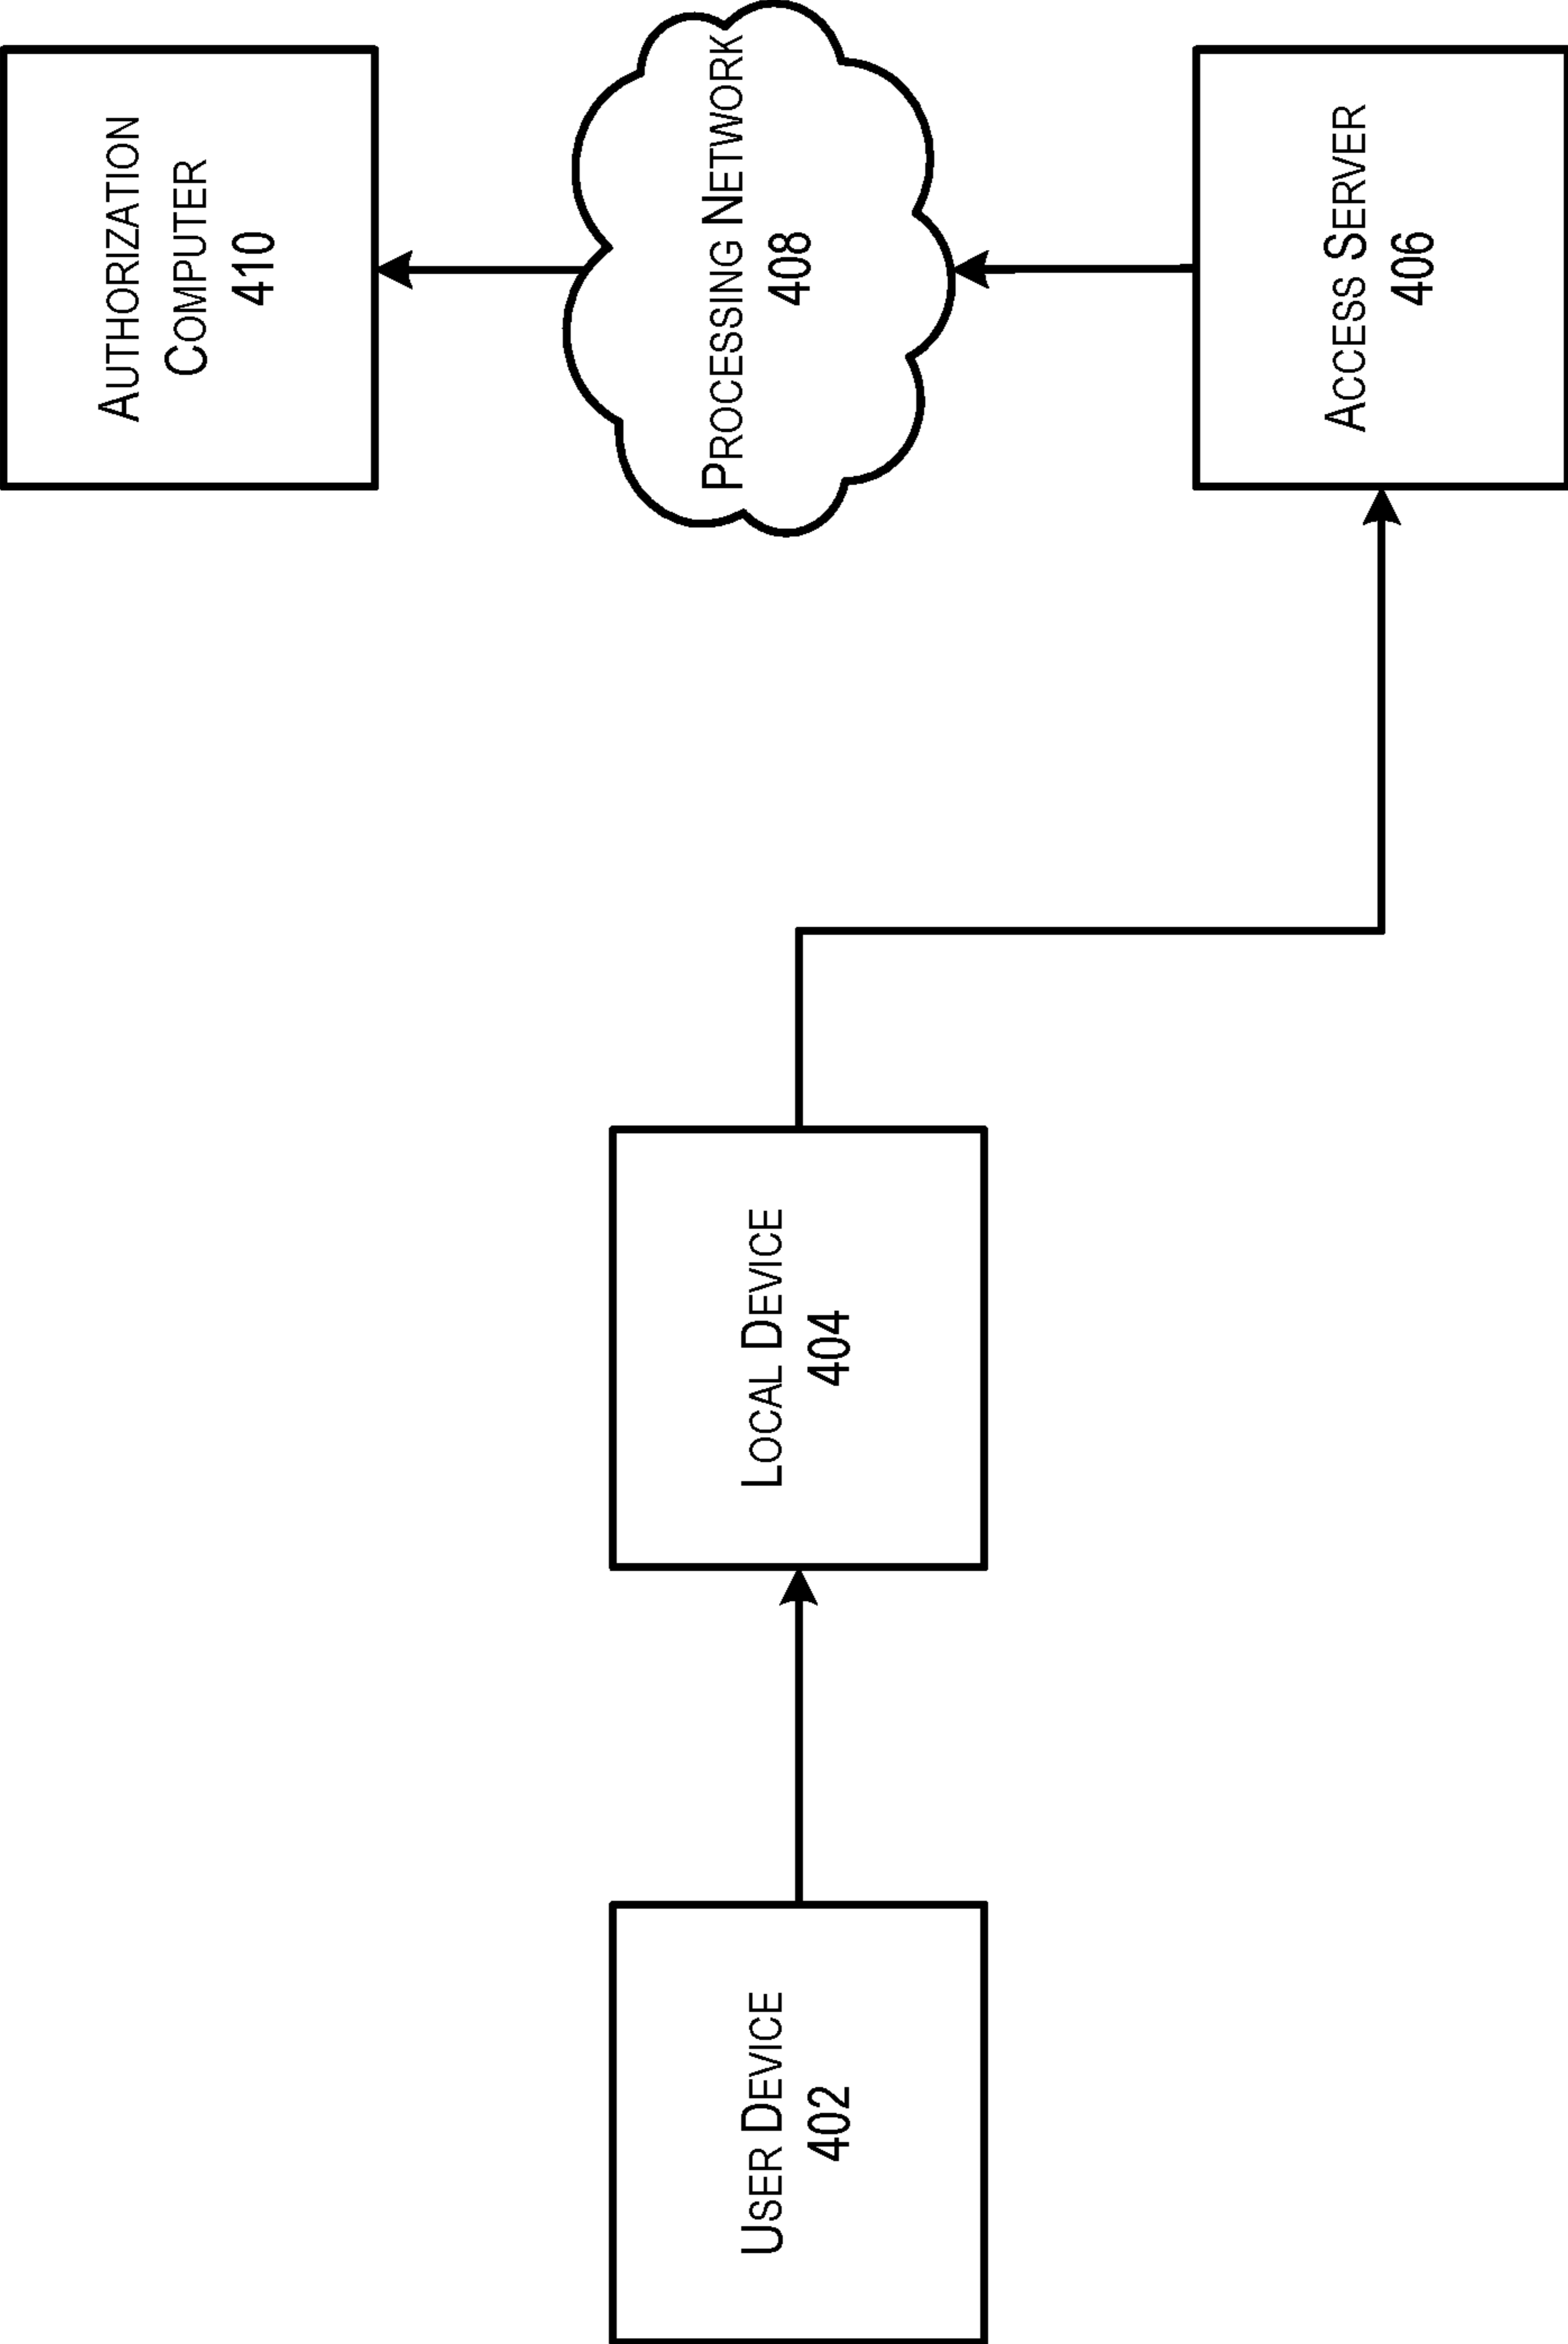 AUTHORIZATION
COMPUTER
410
PROCESSING NETWORK
408
ACCESS SERVER
406
LOCAL DEVICE
404
USER DEVICE
402